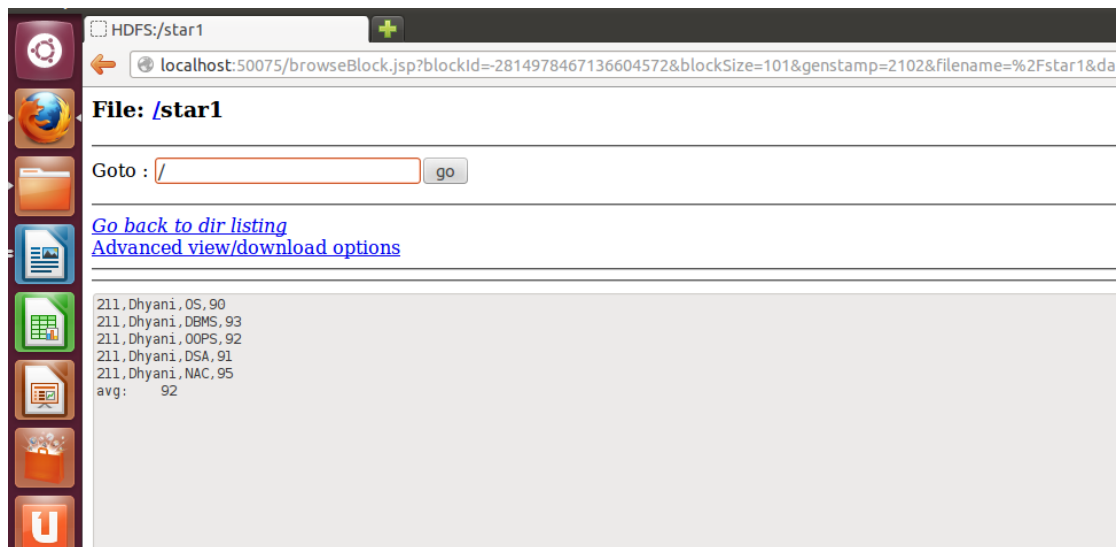 HDFS:/star1
localhost:50075/browseBlock.jsp?blockId=-2814978467136604572&blockSize=101&genstamp=2102&filename=%2Fstar1&da
File: /star1
Goto : / go
Go back to dir listing
Advanced view/download options
211,Dhyani,OS,90
211,Dhyani,DBMS,93
211,Dhyani,OOPS,92
211,Dhyani,DSA,91
211,Dhyani,NAC,95
avg:    92